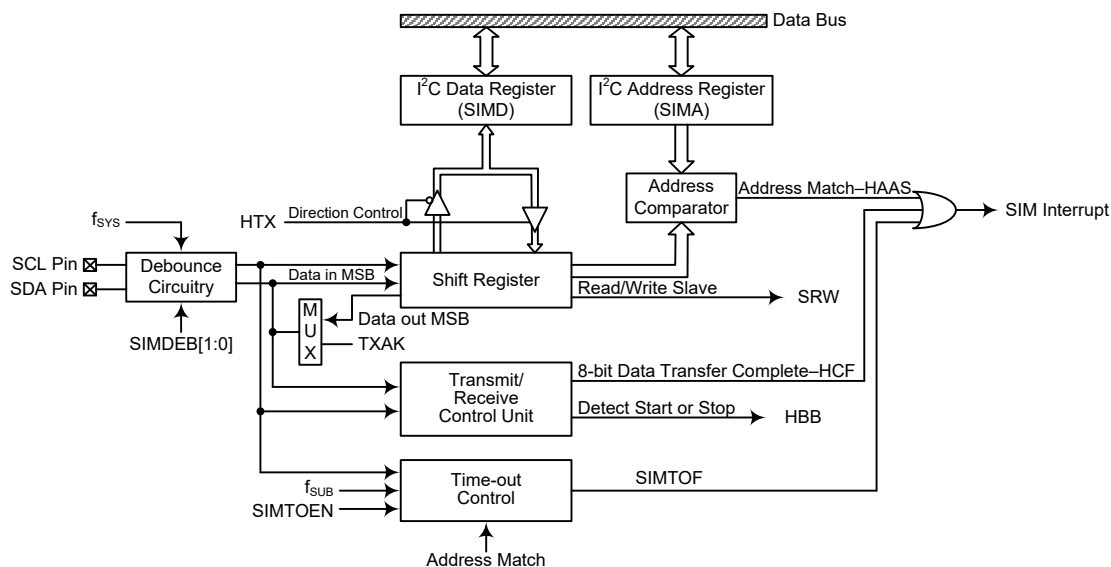 Data Bus
I²C Data Register
(SIMD)
I²C Address Register
(SIMA)
HTX
Direction Control
Address
Comparator
Address Match–HAAS
SIM Interrupt
fSYS
SCL Pin
SDA Pin
Debounce
Circuitry
SIMDEB[1:0]
Data in MSB
Shift Register
Read/Write Slave
SRW
M
U
X
Data out MSB
TXAK
Transmit/
Receive
Control Unit
8-bit Data Transfer Complete–HCF
Detect Start or Stop
HBB
fSUB
SIMTOEN
Time-out
Control
SIMTOF
Address Match